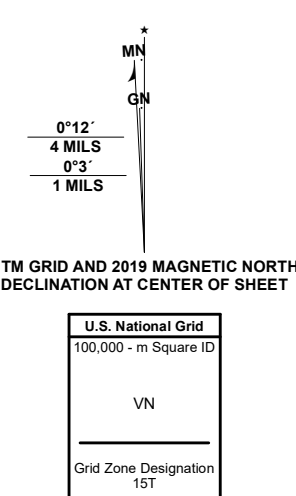 ★
MN
GN
0°12´
4 MILS
0°3´
1 MILS
TM GRID AND 2019 MAGNETIC NORTH
DECLINATION AT CENTER OF SHEET
U.S. National Grid
100,000 - m Square ID
VN
Grid Zone Designation
15T